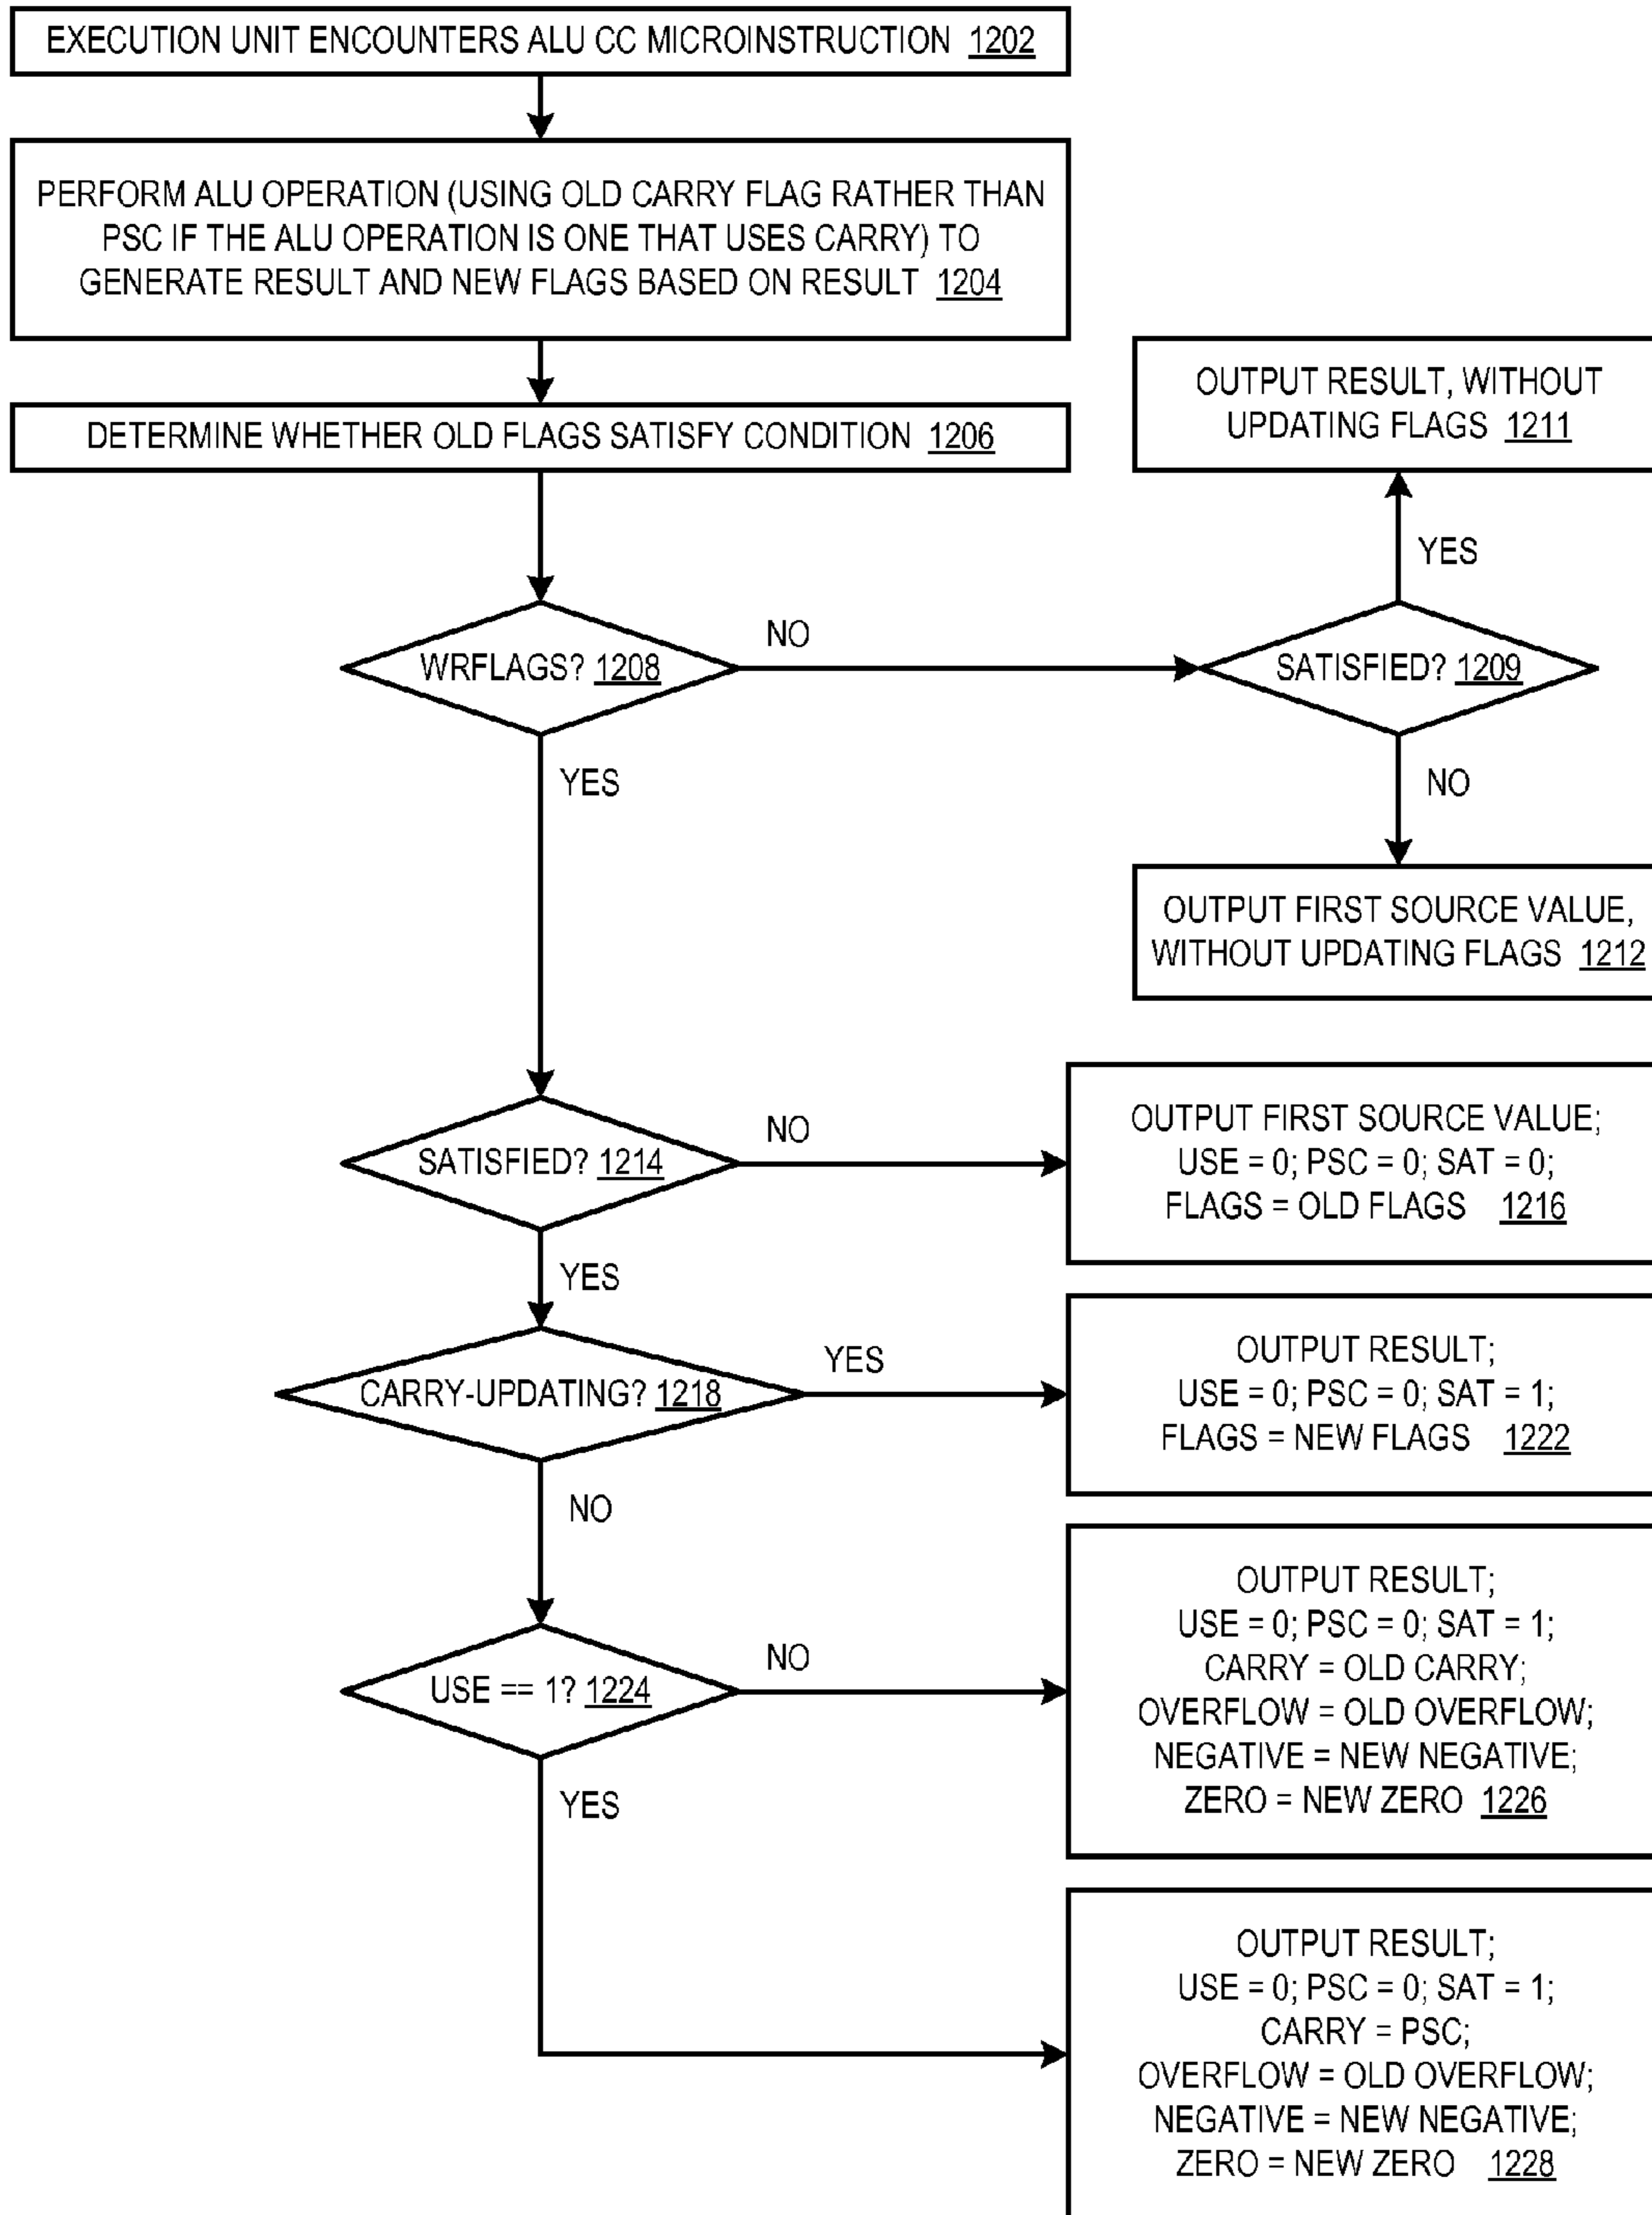 EXECUTION UNIT ENCOUNTERS ALU CC MICROINSTRUCTION 1202
PERFORM ALU OPERATION (USING OLD CARRY FLAG RATHER THAN
PSC IF THE ALU OPERATION IS ONE THAT USES CARRY) TO
GENERATE RESULT AND NEW FLAGS BASED ON RESULT 1204
DETERMINE WHETHER OLD FLAGS SATISFY CONDITION 1206
OUTPUT RESULT, WITHOUT
UPDATING FLAGS 1211
YES
WRFLAGS? 1208
NO
SATISFIED? 1209
YES
NO
OUTPUT FIRST SOURCE VALUE,
WITHOUT UPDATING FLAGS 1212
SATISFIED? 1214
NO
OUTPUT FIRST SOURCE VALUE;
USE = 0; PSC = 0; SAT = 0;
FLAGS = OLD FLAGS 1216
YES
CARRY-UPDATING? 1218
YES
OUTPUT RESULT;
USE = 0; PSC = 0; SAT = 1;
FLAGS = NEW FLAGS 1222
NO
USE == 1? 1224
NO
OUTPUT RESULT;
USE = 0; PSC = 0; SAT = 1;
CARRY = OLD CARRY;
OVERFLOW = OLD OVERFLOW;
NEGATIVE = NEW NEGATIVE;
ZERO = NEW ZERO 1226
YES
OUTPUT RESULT;
USE = 0; PSC = 0; SAT = 1;
CARRY = PSC;
OVERFLOW = OLD OVERFLOW;
NEGATIVE = NEW NEGATIVE;
ZERO = NEW ZERO 1228